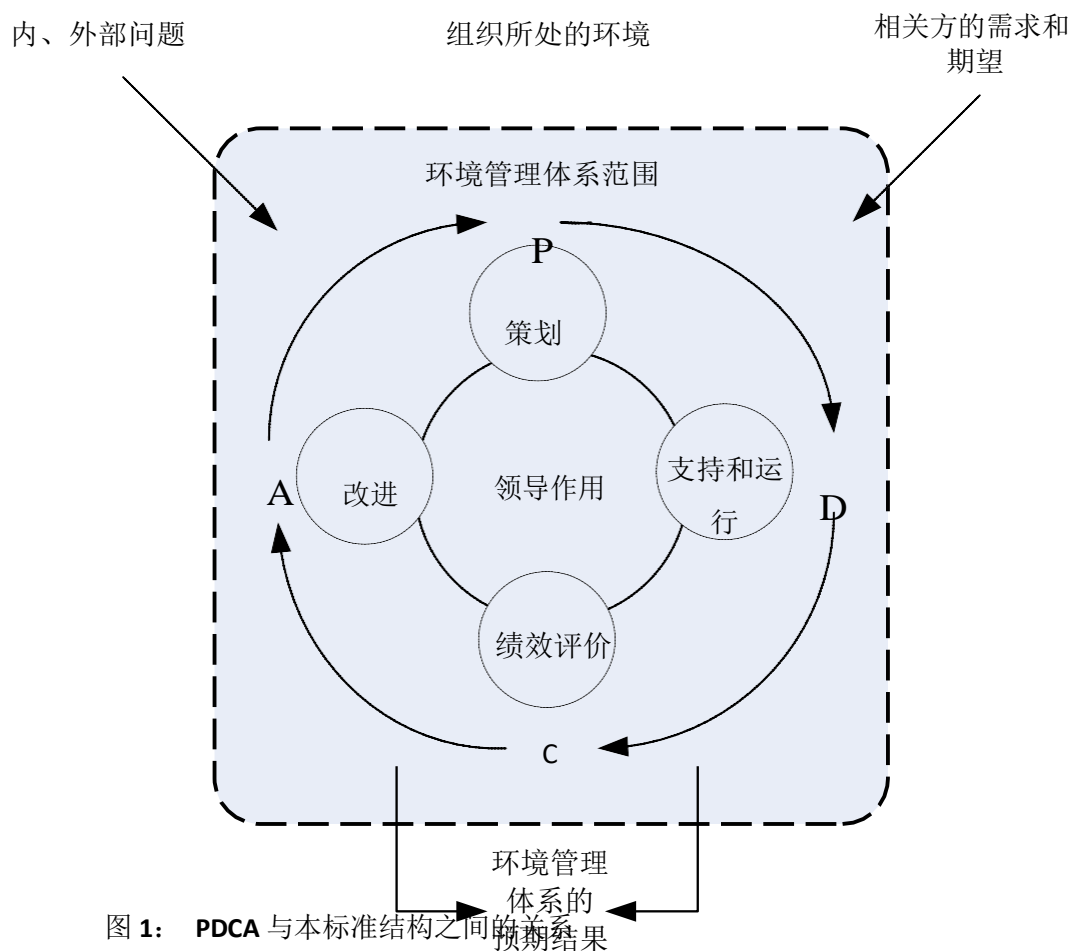 内、外部问题
组织所处的环境
相关方的需求和
期望
环境管理体系范围
P
策划
A
改进
领导作用
支持和运
行
D
绩效评价
C
环境管理
体系的
预期结果
图 1： PDCA 与本标准结构之间的关系